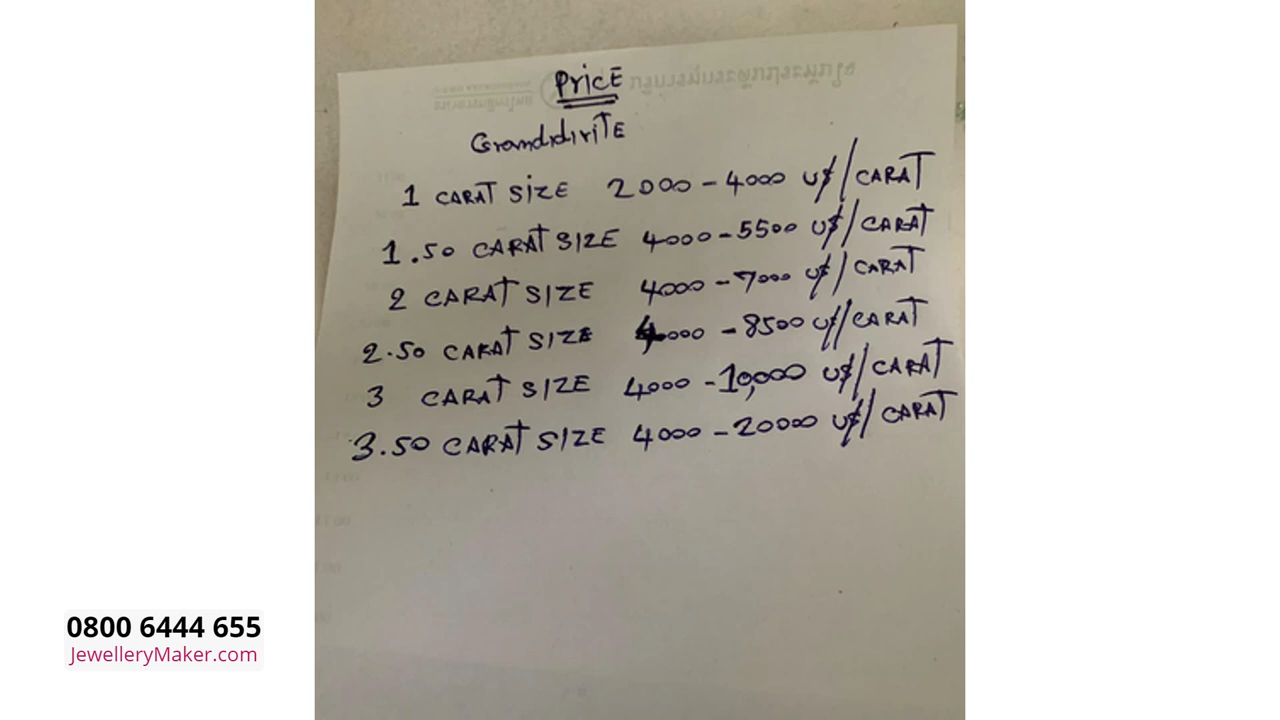 Price
Grandidirite
1 CARAT SIZE 2000 - 4000 U$/CARAT
1.50 CARAT SIZE 4000 - 5500 U$/CARAT
2 CARAT SIZE 4000 - 7000 U$/CARAT
2.50 CARAT SIZE 4000 - 8500 U$/CARAT
3 CARAT SIZE 4000 - 10,000 U$/CARAT
3.50 CARAT SIZE 4000 - 20000 U$/CARAT
0800 6444 655
JewelleryMaker.com